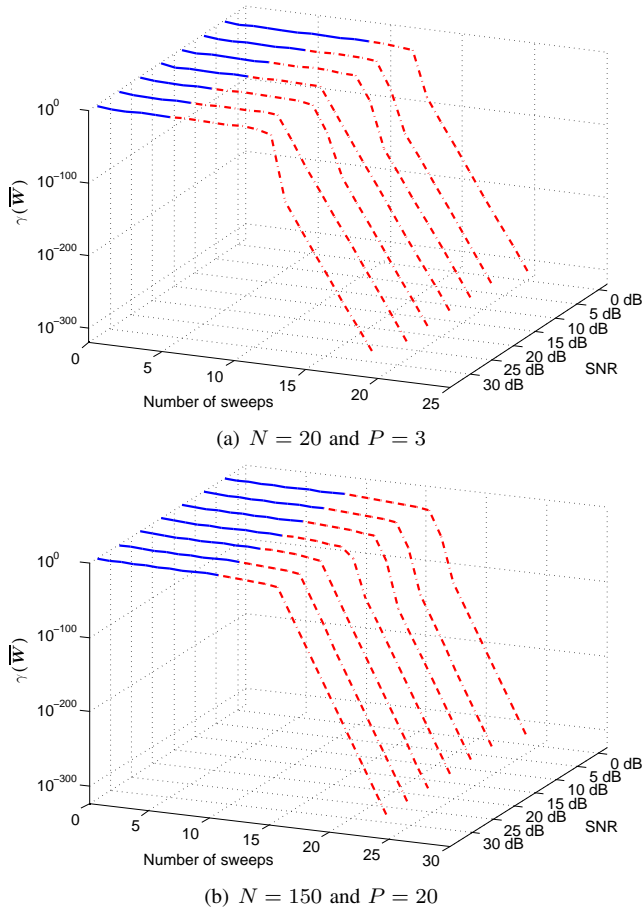 10^0
10^−100
10^−200
10^−300
γ(W̅)
0
5
10
15
20
25
Number of sweeps
0 dB
5 dB
10 dB
15 dB
20 dB
25 dB
30 dB
SNR
(a) N = 20 and P = 3
10^0
10^−100
10^−200
10^−300
γ(W̅)
0
5
10
15
20
25
30
Number of sweeps
0 dB
5 dB
10 dB
15 dB
20 dB
25 dB
30 dB
SNR
(b) N = 150 and P = 20